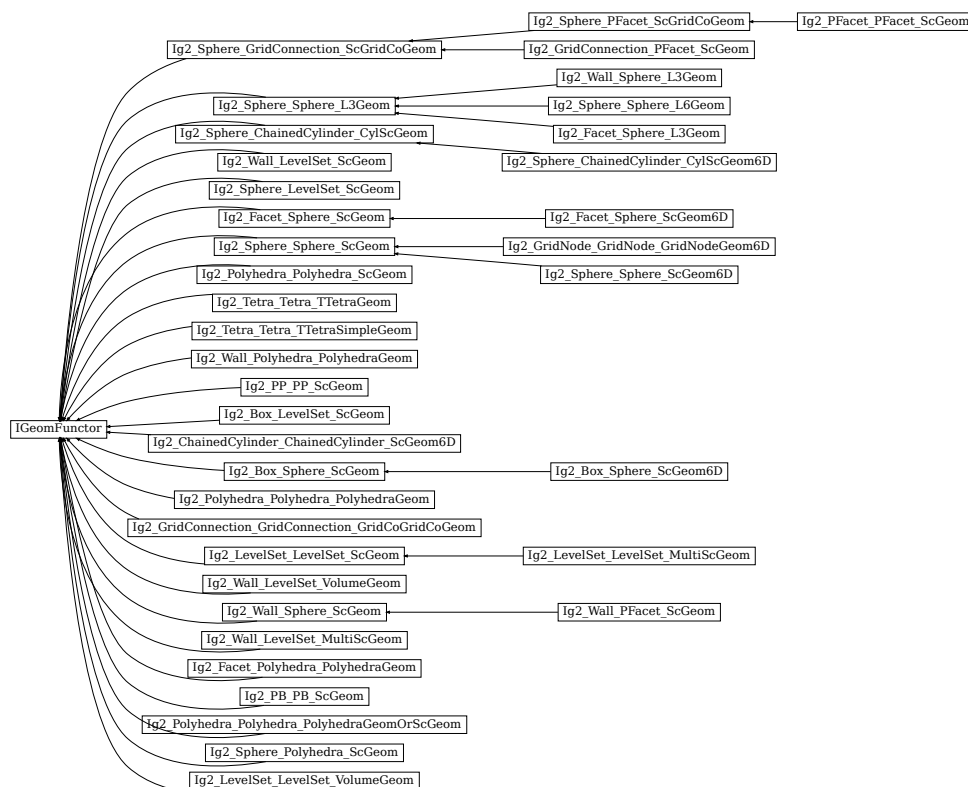 Ig2_Sphere_PFacet_ScGridCoGeom
Ig2_PFacet_PFacet_ScGeom
Ig2_Sphere_GridConnection_ScGridCoGeom
Ig2_GridConnection_PFacet_ScGeom
Ig2_Wall_Sphere_L3Geom
Ig2_Sphere_Sphere_L3Geom
Ig2_Sphere_Sphere_L6Geom
Ig2_Facet_Sphere_L3Geom
Ig2_Sphere_ChainedCylinder_CylScGeom
Ig2_Sphere_ChainedCylinder_CylScGeom6D
Ig2_Wall_LevelSet_ScGeom
Ig2_Sphere_LevelSet_ScGeom
Ig2_Facet_Sphere_ScGeom
Ig2_Facet_Sphere_ScGeom6D
Ig2_Sphere_Sphere_ScGeom
Ig2_GridNode_GridNode_GridNodeGeom6D
Ig2_Sphere_Sphere_ScGeom6D
Ig2_Polyhedra_Polyhedra_ScGeom
Ig2_Tetra_Tetra_TTetraGeom
Ig2_Tetra_Tetra_TTetraSimpleGeom
Ig2_Wall_Polyhedra_PolyhedraGeom
Ig2_PP_PP_ScGeom
Ig2_Box_LevelSet_ScGeom
IGeomFunctor
Ig2_ChainedCylinder_ChainedCylinder_ScGeom6D
Ig2_Box_Sphere_ScGeom
Ig2_Box_Sphere_ScGeom6D
Ig2_Polyhedra_Polyhedra_PolyhedraGeom
Ig2_GridConnection_GridConnection_GridCoGridCoGeom
Ig2_LevelSet_LevelSet_ScGeom
Ig2_LevelSet_LevelSet_MultiScGeom
Ig2_Wall_LevelSet_VolumeGeom
Ig2_Wall_Sphere_ScGeom
Ig2_Wall_PFacet_ScGeom
Ig2_Wall_LevelSet_MultiScGeom
Ig2_Facet_Polyhedra_PolyhedraGeom
Ig2_PB_PB_ScGeom
Ig2_Polyhedra_Polyhedra_PolyhedraGeomOrScGeom
Ig2_Sphere_Polyhedra_ScGeom
Ig2_LevelSet_LevelSet_VolumeGeom